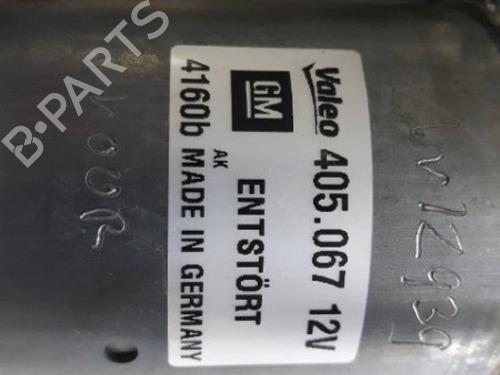 Valeo 405.067 12V
GM
AK ENTSTÖRT
4160b MADE IN GERMANY
B-PARTS